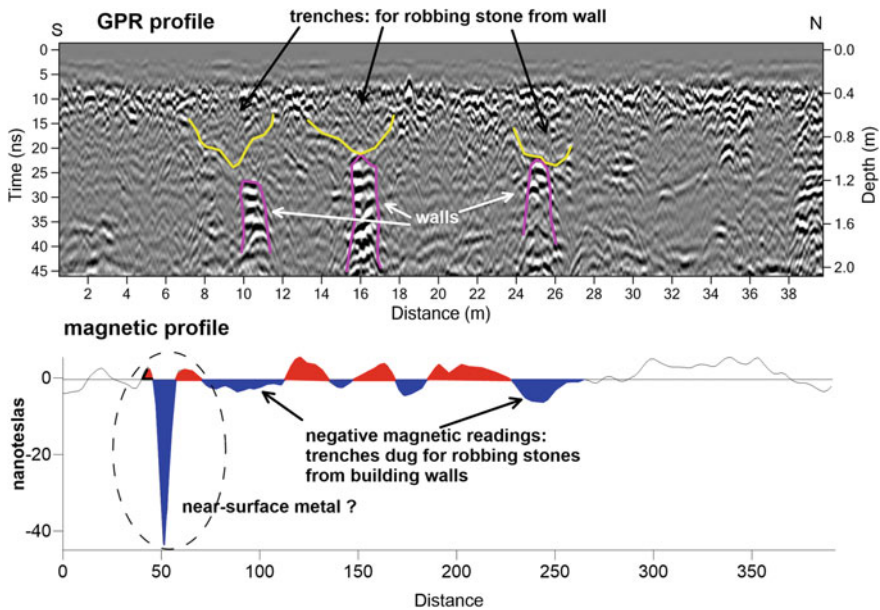 S GPR profile trenches: for robbing stone from wall N
0 0.0
5
10 0.4
15
20 0.8
25
30 1.2
35
40 1.6
45 2.0
Time (ns)
Depth (m)
walls
2 4 6 8 10 12 14 16 18 20 22 24 26 28 30 32 34 36 38
Distance (m)
magnetic profile
0
-20
-40
nanoteslas
negative magnetic readings:
trenches dug for robbing stones
from building walls
near-surface metal ?
0 50 100 150 200 250 300 350
Distance